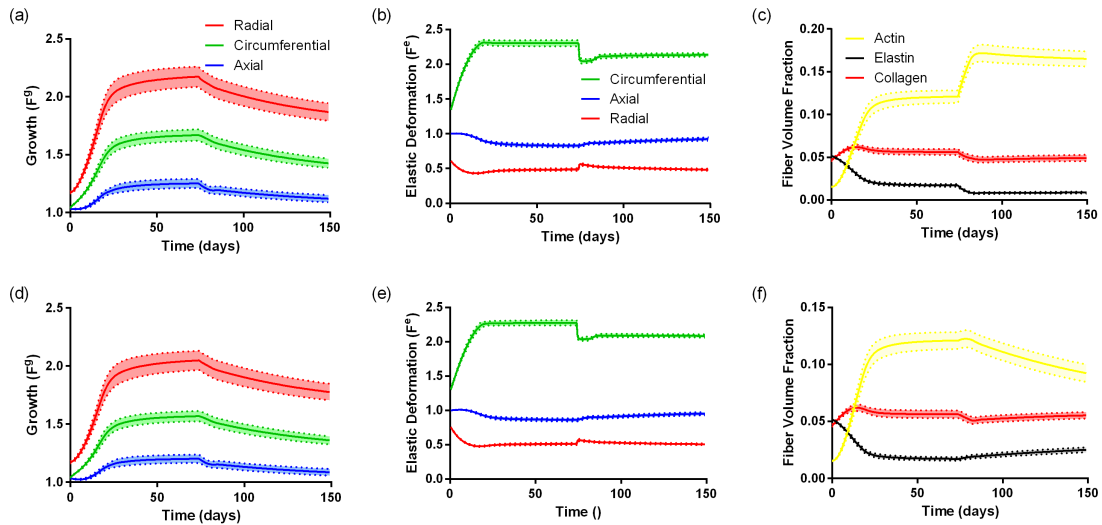 (a)
Growth (Fg)
2.5
2.0
1.5
1.0
0
50
100
150
Time (days)
Radial
Circumferential
Axial
(b)
Elastic Deformation (Fe)
2.5
2.0
1.5
1.0
0.5
0.0
0
50
100
150
Time (days)
Circumferential
Axial
Radial
(c)
Fiber Volume Fraction
0.20
0.15
0.10
0.05
0.00
0
50
100
150
Time (days)
Actin
Elastin
Collagen
(d)
Growth (Fg)
2.5
2.0
1.5
1.0
0
50
100
150
Time (days)
(e)
Elastic Deformation (Fe)
2.5
2.0
1.5
1.0
0.5
0.0
0
50
100
150
Time ()
(f)
Fiber Volume Fraction
0.15
0.10
0.05
0.00
0
50
100
150
Time (days)